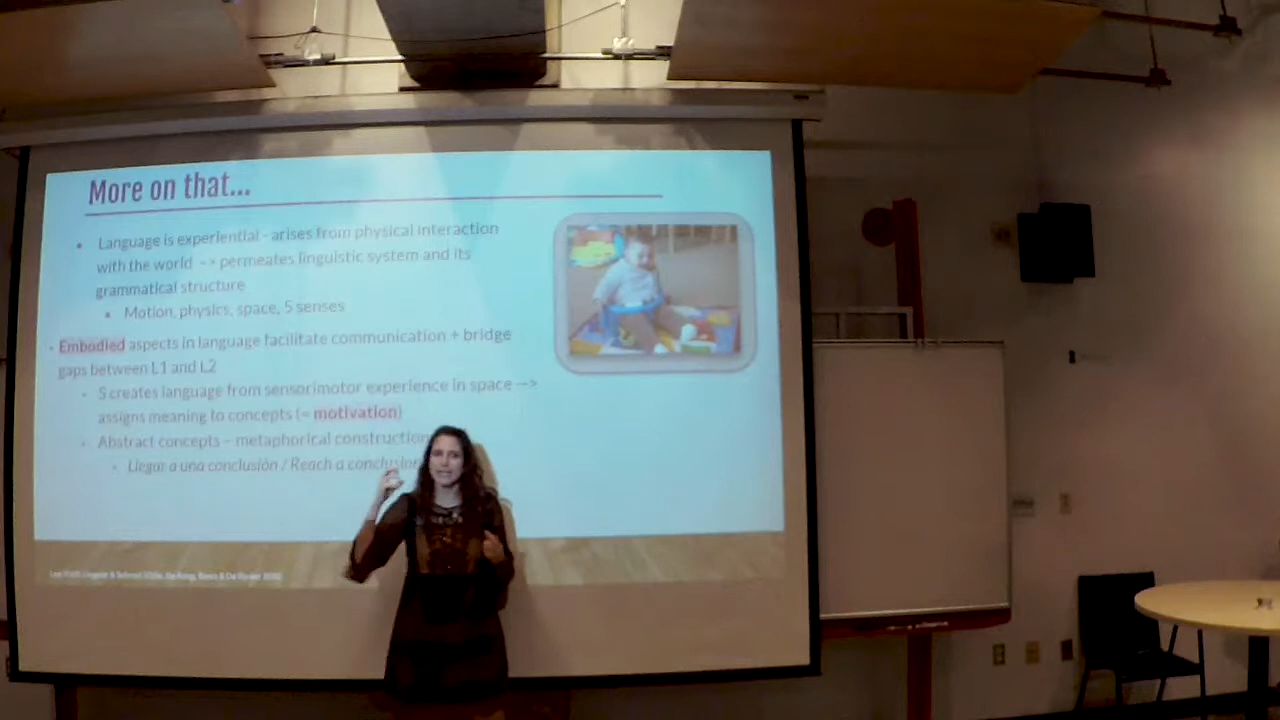 More on that...
• Language is experiential - arises from physical interaction
with the world -> permeates linguistic system and its
grammatical structure
• Motion, physics, space, 5 senses
- Embodied aspects in language facilitate communication + bridge
gaps between L1 and L2
- S creates language from sensorimotor experience in space -->
assigns meaning to concepts (= motivation)
- Abstract concepts - metaphorical construction
- Llegar a una conclusión / Reach a conclusion